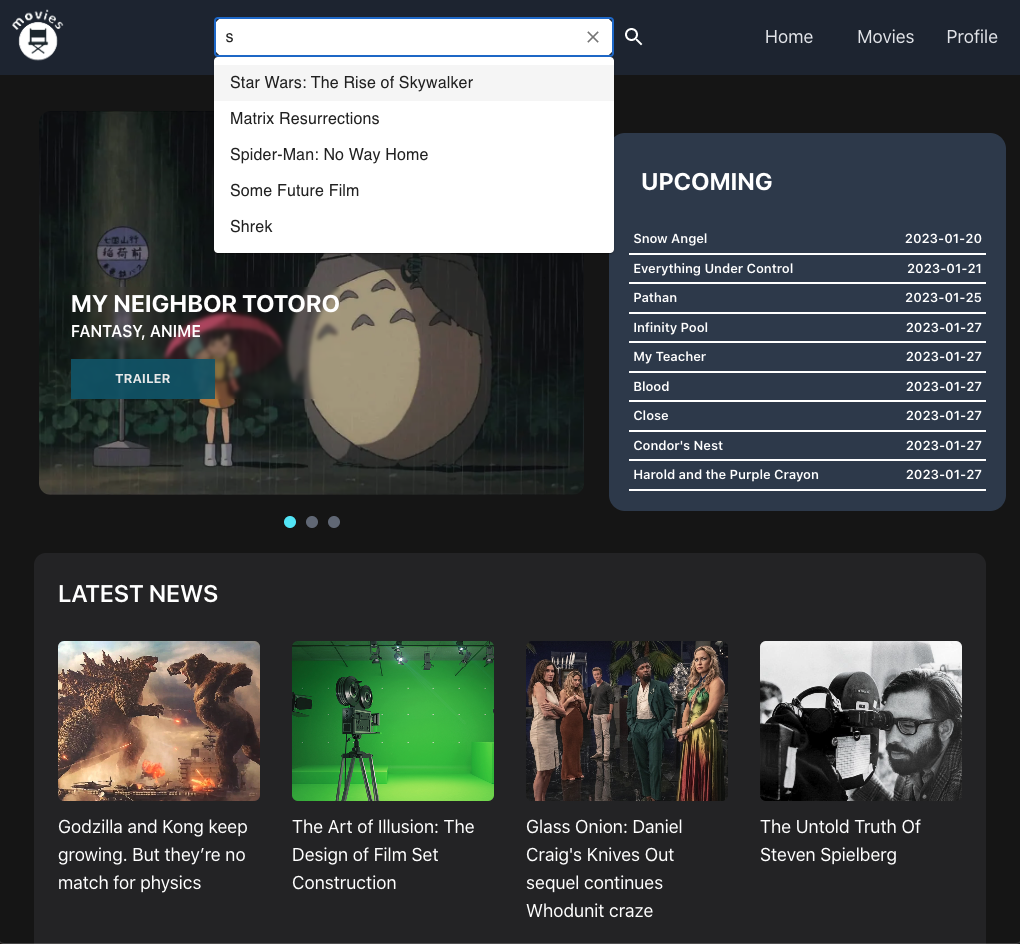 movies
s
Home
Movies
Profile
Star Wars: The Rise of Skywalker
Matrix Resurrections
Spider-Man: No Way Home
Some Future Film
Shrek
稲荷前
MY NEIGHBOR TOTORO
FANTASY, ANIME
TRAILER
UPCOMING
Snow Angel 2023-01-20
Everything Under Control 2023-01-21
Pathan 2023-01-25
Infinity Pool 2023-01-27
My Teacher 2023-01-27
Blood 2023-01-27
Close 2023-01-27
Condor's Nest 2023-01-27
Harold and the Purple Crayon 2023-01-27
LATEST NEWS
Godzilla and Kong keep
growing. But they’re no
match for physics
The Art of Illusion: The
Design of Film Set
Construction
Glass Onion: Daniel
Craig's Knives Out
sequel continues
Whodunit craze
The Untold Truth Of
Steven Spielberg